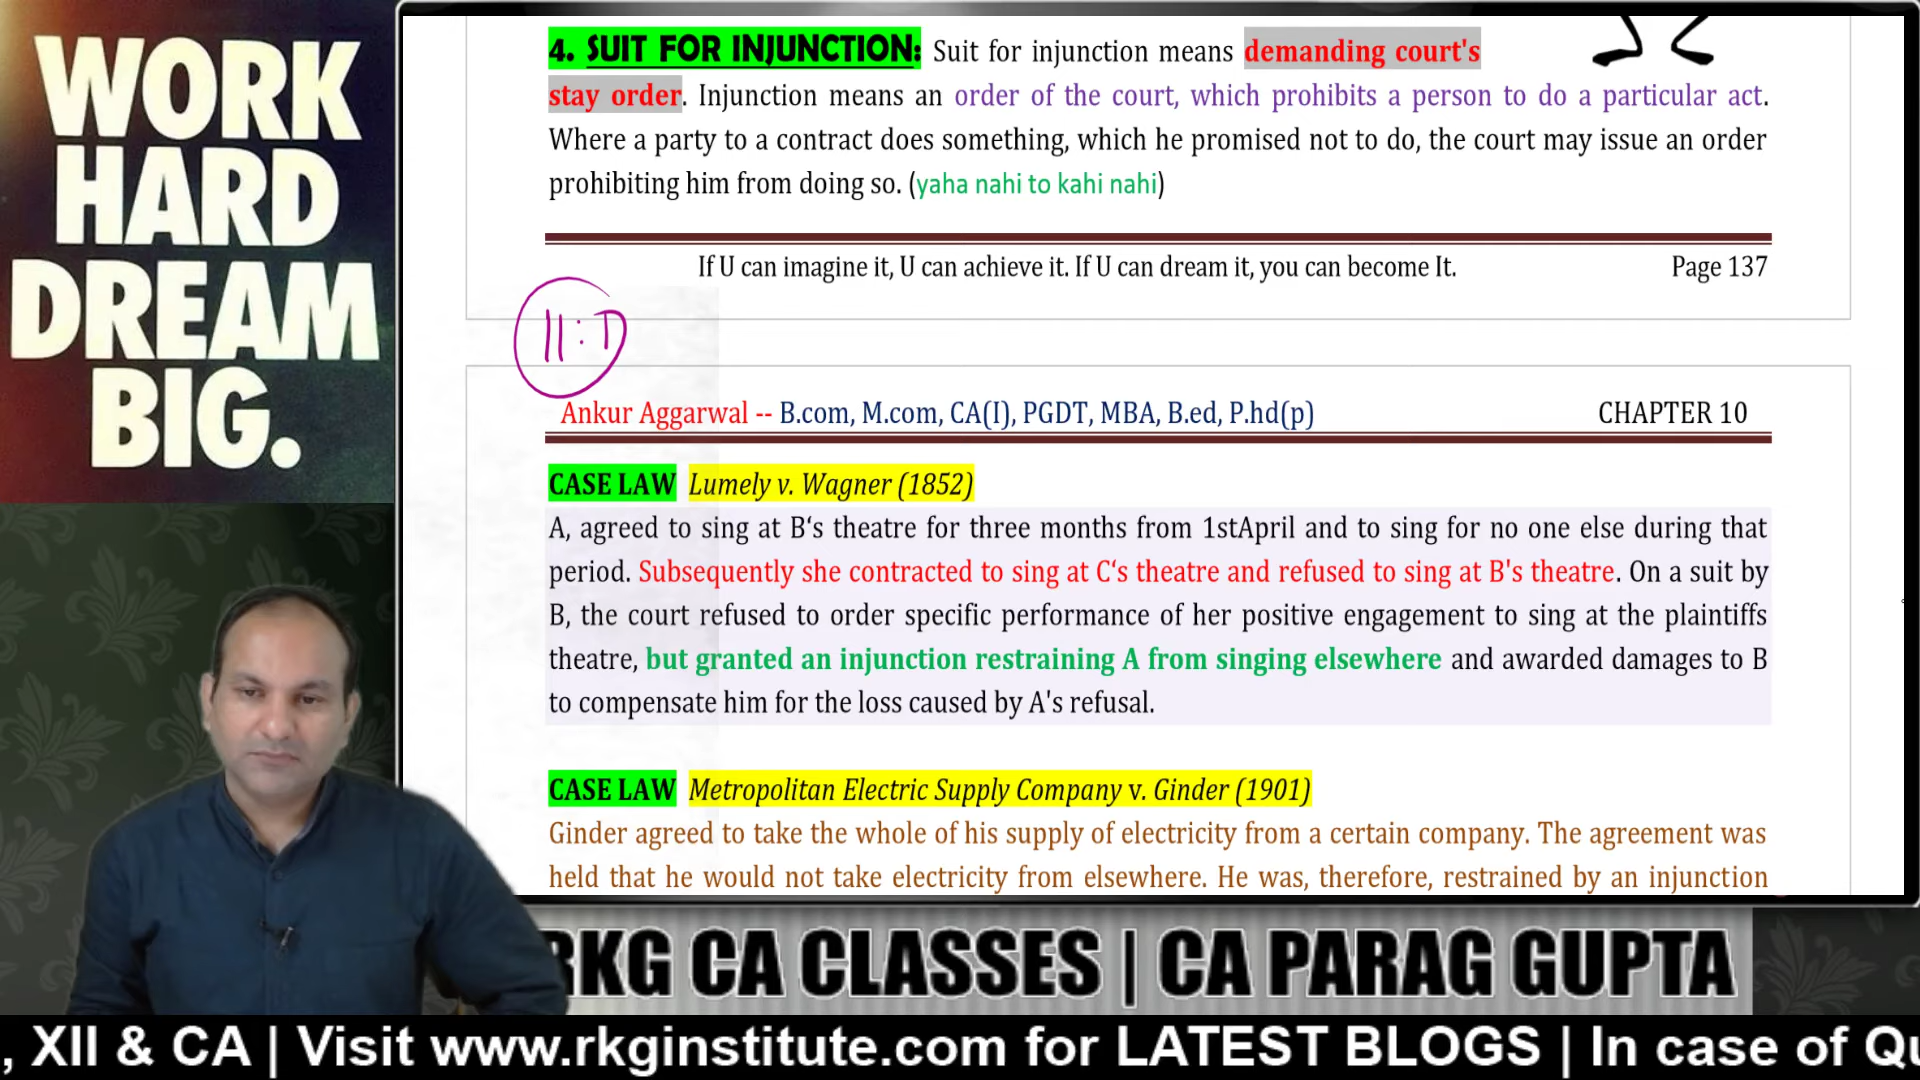 WORK
HARD
DREAM
BIG.
4. SUIT FOR INJUNCTION: Suit for injunction means demanding court's
stay order. Injunction means an order of the court, which prohibits a person to do a particular act.
Where a party to a contract does something, which he promised not to do, the court may issue an order
prohibiting him from doing so. (yaha nahi to kahi nahi)
If U can imagine it, U can achieve it. If U can dream it, you can become It. Page 137
11:
Ankur Aggarwal -- B.com, M.com, CA(I), PGDT, MBA, B.ed, P.hd(p) CHAPTER 10
CASE LAW Lumely v. Wagner (1852)
A, agreed to sing at B‘s theatre for three months from 1stApril and to sing for no one else during that
period. Subsequently she contracted to sing at C‘s theatre and refused to sing at B's theatre. On a suit by
B, the court refused to order specific performance of her positive engagement to sing at the plaintiffs
theatre, but granted an injunction restraining A from singing elsewhere and awarded damages to B
to compensate him for the loss caused by A's refusal.
CASE LAW Metropolitan Electric Supply Company v. Ginder (1901)
Ginder agreed to take the whole of his supply of electricity from a certain company. The agreement was
held that he would not take electricity from elsewhere. He was, therefore, restrained by an injunction
RKG CA CLASSES | CA PARAG GUPTA
, XII & CA | Visit www.rkginstitute.com for LATEST BLOGS | In case of Qu